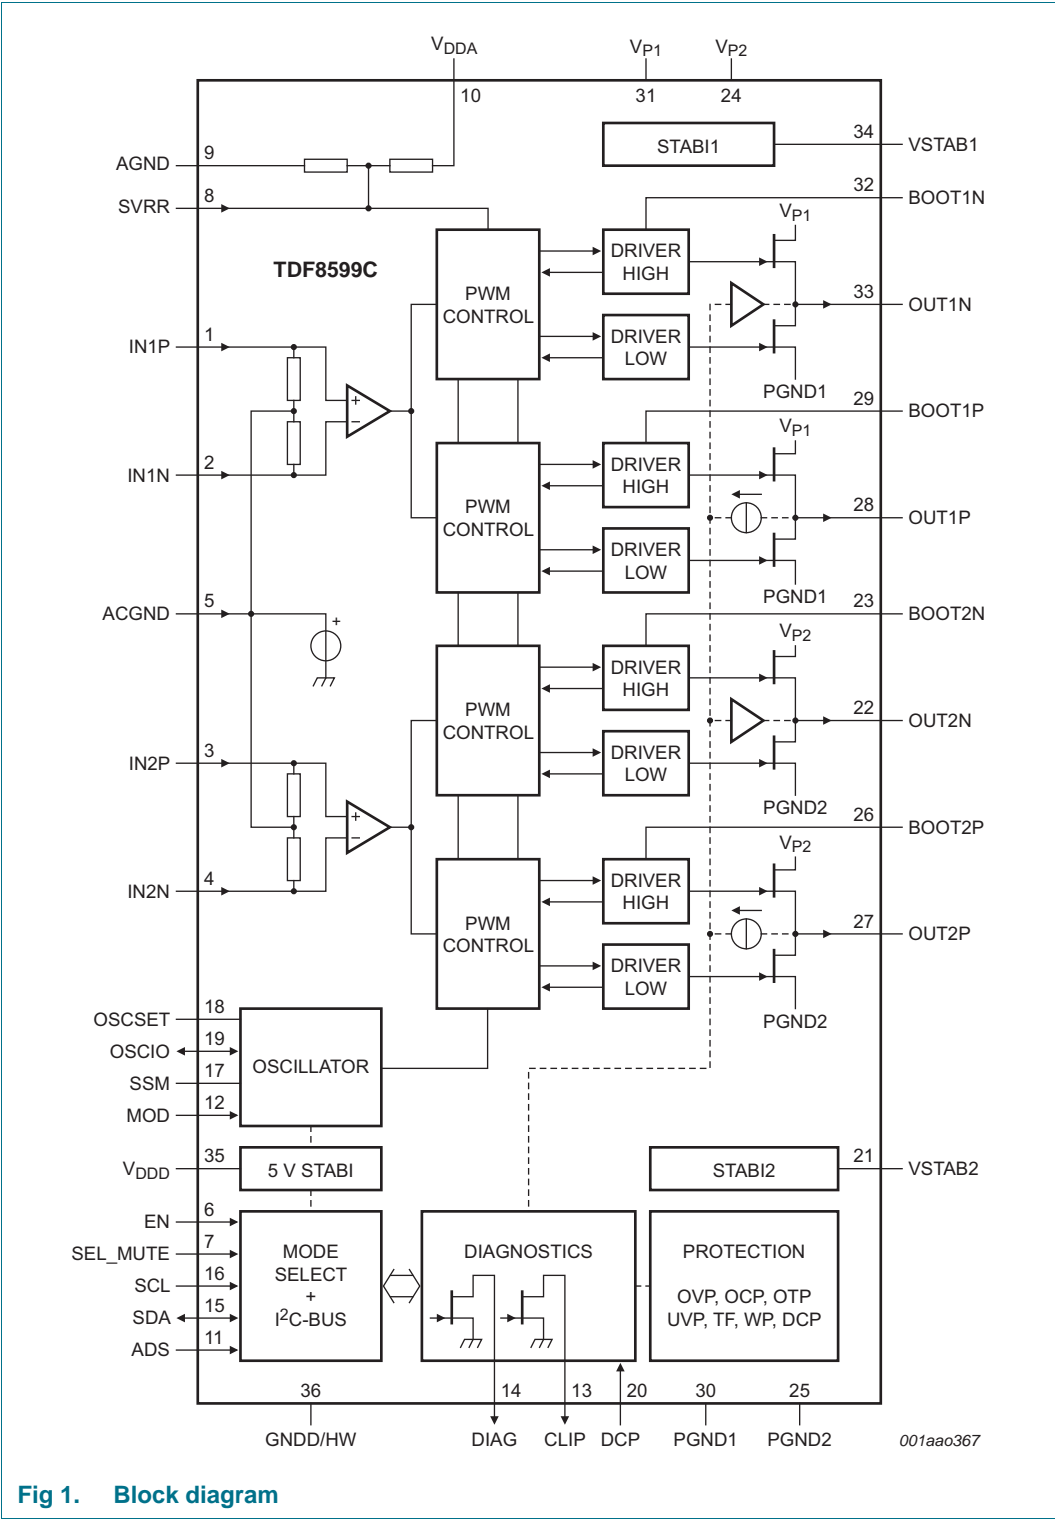 VDDA
VP1
VP2
10
31
24
STABI1
34
VSTAB1
AGND
9
SVRR
8
32
BOOT1N
TDF8599C
PWM
CONTROL
DRIVER
HIGH
VP1
33
OUT1N
DRIVER
LOW
PGND1
IN1P
1
+
−
IN1N
2
29
BOOT1P
PWM
CONTROL
DRIVER
HIGH
VP1
28
OUT1P
DRIVER
LOW
PGND1
ACGND
5
+
23
BOOT2N
PWM
CONTROL
DRIVER
HIGH
VP2
22
OUT2N
DRIVER
LOW
PGND2
IN2P
3
+
−
IN2N
4
26
BOOT2P
PWM
CONTROL
DRIVER
HIGH
VP2
27
OUT2P
DRIVER
LOW
PGND2
OSCSET
18
OSCIO
19
SSM
17
MOD
12
OSCILLATOR
VDDD
35
5 V STABI
STABI2
21
VSTAB2
EN
6
SEL_MUTE
7
SCL
16
SDA
15
ADS
11
MODE
SELECT
+
I2C-BUS
DIAGNOSTICS
PROTECTION
OVP, OCP, OTP
UVP, TF, WP, DCP
36
14
13
20
30
25
GNDD/HW
DIAG
CLIP
DCP
PGND1
PGND2
001aao367
Fig 1. Block diagram